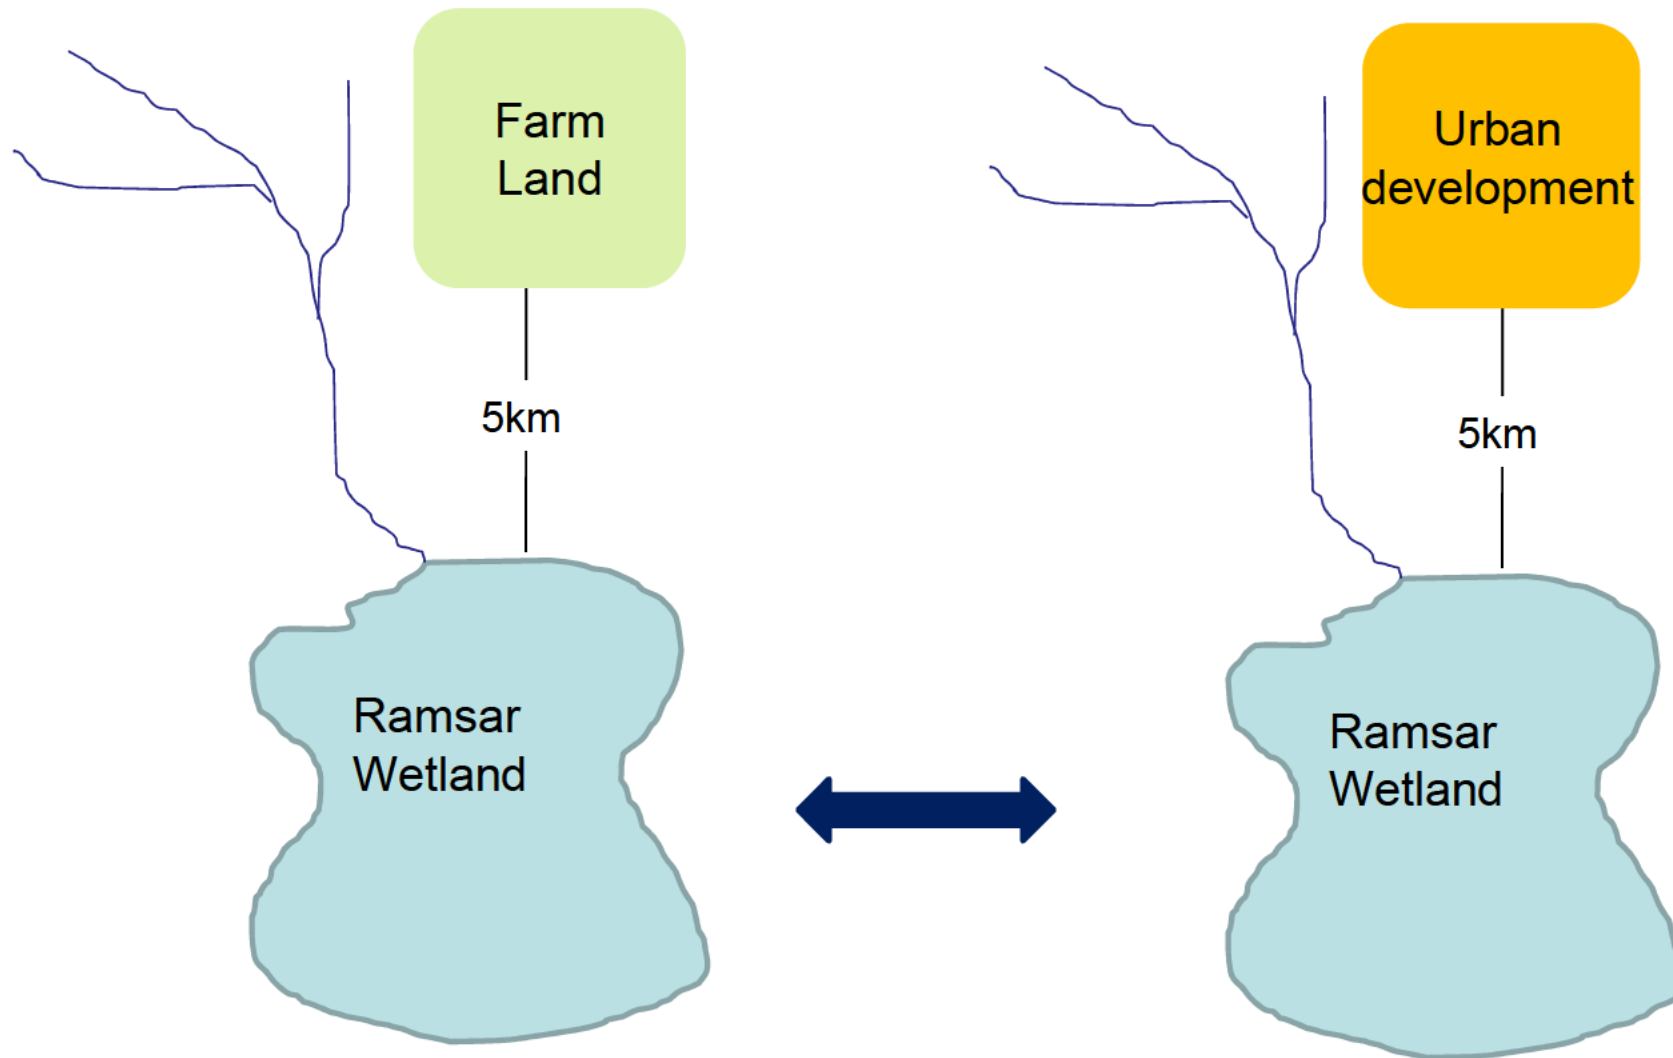 Farm
Land
5km
Ramsar
Wetland
Urban
development
5km
Ramsar
Wetland